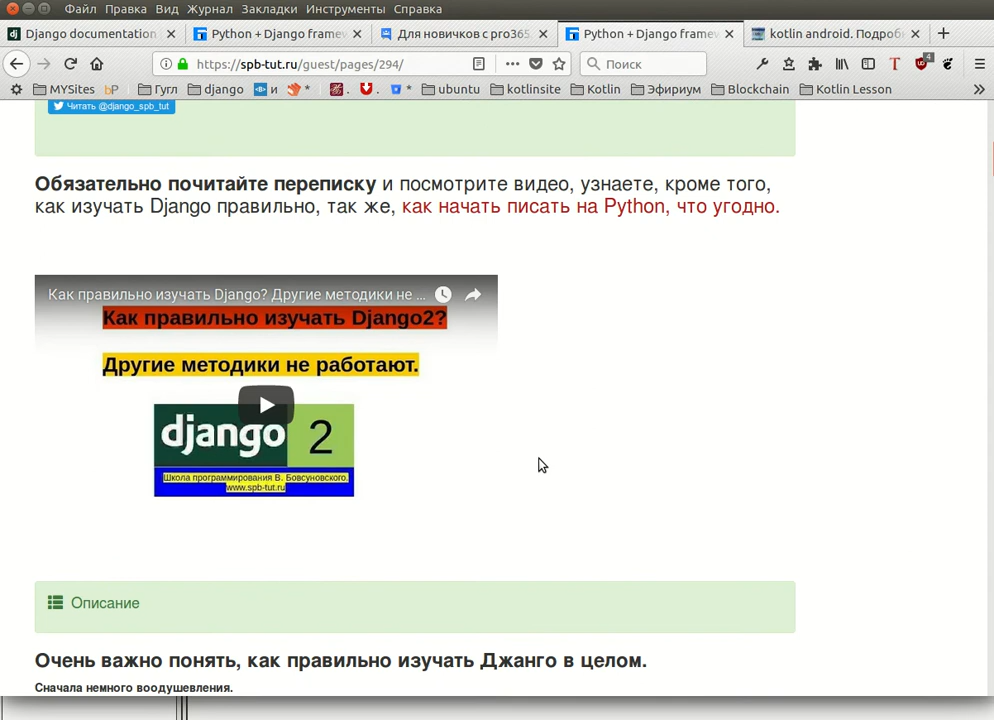 Файл Правка Вид Журнал Закладки Инструменты Справка
Django documentation Python + Django framew Для новичков с pro365. Python + Django framew kotlin android. Подробн
https://spb-tut.ru/guest/pages/294/ Поиск 4
MYSites bP Гугл django и * . . * ubuntu kotlinsite Kotlin Эфириум Blockchain Kotlin Lesson
Читать @django_spb_tut
Обязательно почитайте переписку и посмотрите видео, узнаете, кроме того,
как изучать Django правильно, так же, как начать писать на Python, что угодно.
Как правильно изучать Django? Другие методики не ...
Как правильно изучать Django2?
Другие методики не работают.
django 2
Школа программирования В. Бовсуновского.
www.spb-tut.ru
Описание
Очень важно понять, как правильно изучать Джанго в целом.
Сначала немного воодушевления.